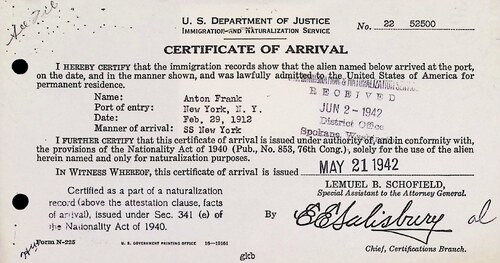 U. S. DEPARTMENT OF JUSTICE
IMMIGRATION AND NATURALIZATION SERVICE
No. 22 52500
CERTIFICATE OF ARRIVAL
I HEREBY CERTIFY that the immigration records show that the alien named below arrived at the port,
on the date, and in the manner shown, and was lawfully admitted to the United States of America for
permanent residence.
Name: Anton Frank
Port of entry: New York, N. Y.
Date: Feb. 29, 1912
Manner of arrival: SS New York
IMMIGRATION & NATURALIZATION
RECEIVED
JUN 2 - 1942
District Office
Spokane,
I FURTHER CERTIFY that this certificate of arrival is issued under authority of, and in conformity with,
the provisions of the Nationality Act of 1940 (Pub., No. 853, 76th Cong.), solely for the use of the alien
herein named and only for naturalization purposes.
IN WITNESS WHEREOF, this certificate of arrival is issued MAY 21 1942
Certified as a part of a naturalization
record (above the attestation clause, facts
of arrival), issued under Sec. 341 (e) of
the Nationality Act of 1940.
LEMUEL B. SCHOFIELD,
Special Assistant to the Attorney General.
By E E Salisbury al
Chief, Certifications Branch.
Form N-225
U. S. GOVERNMENT PRINTING OFFICE 16—19161
gkb